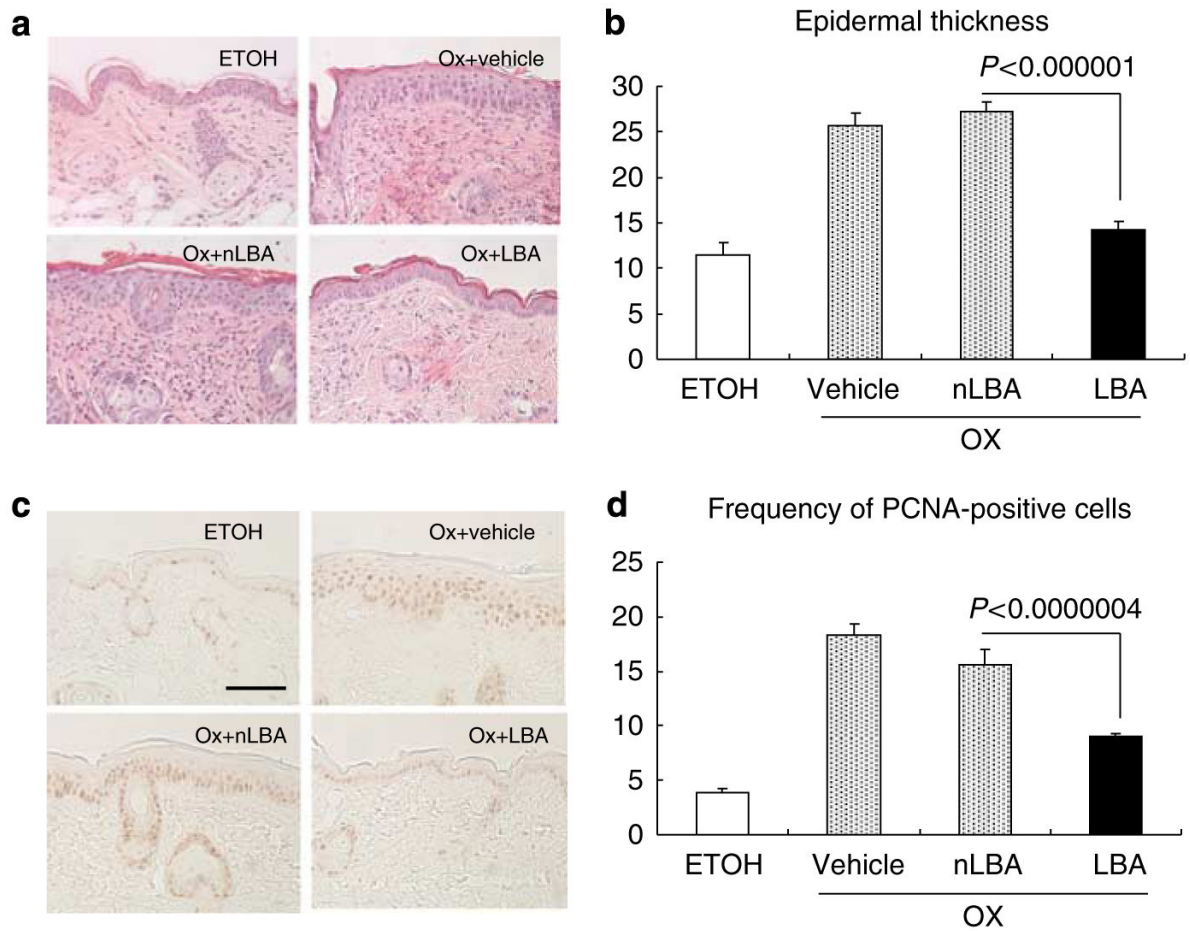 a
ETOH
Ox+vehicle
Ox+nLBA
Ox+LBA
b
Epidermal thickness
P<0.000001
30
25
20
15
10
5
0
ETOH Vehicle nLBA LBA
OX
c
ETOH
Ox+vehicle
Ox+nLBA
Ox+LBA
d
Frequency of PCNA-positive cells
P<0.0000004
25
20
15
10
5
0
ETOH Vehicle nLBA LBA
OX